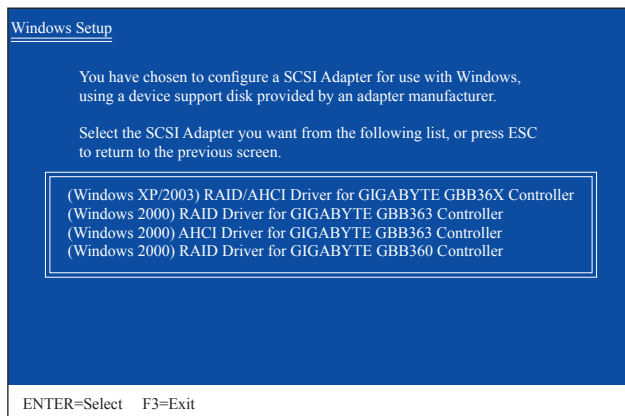 Windows Setup
You have chosen to configure a SCSI Adapter for use with Windows,
using a device support disk provided by an adapter manufacturer.
Select the SCSI Adapter you want from the following list, or press ESC
to return to the previous screen.
(Windows XP/2003) RAID/AHCI Driver for GIGABYTE GBB36X Controller
(Windows 2000) RAID Driver for GIGABYTE GBB363 Controller
(Windows 2000) AHCI Driver for GIGABYTE GBB363 Controller
(Windows 2000) RAID Driver for GIGABYTE GBB360 Controller
ENTER=Select F3=Exit